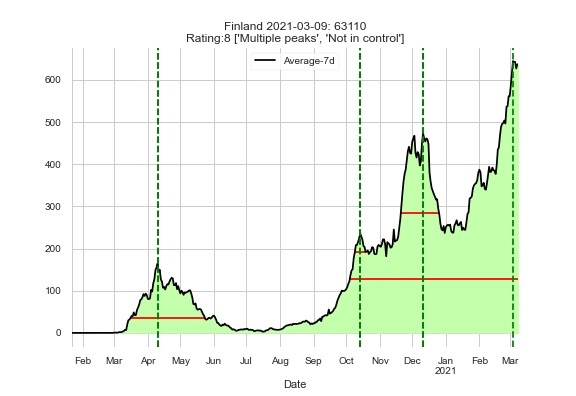 Finland 2021-03-09: 63110
Rating:8 ['Multiple peaks', 'Not in control']
Average-7d
600
500
400
300
200
100
0
Feb Mar Apr May Jun Jul Aug Sep Oct Nov Dec Jan Feb Mar
2021
Date